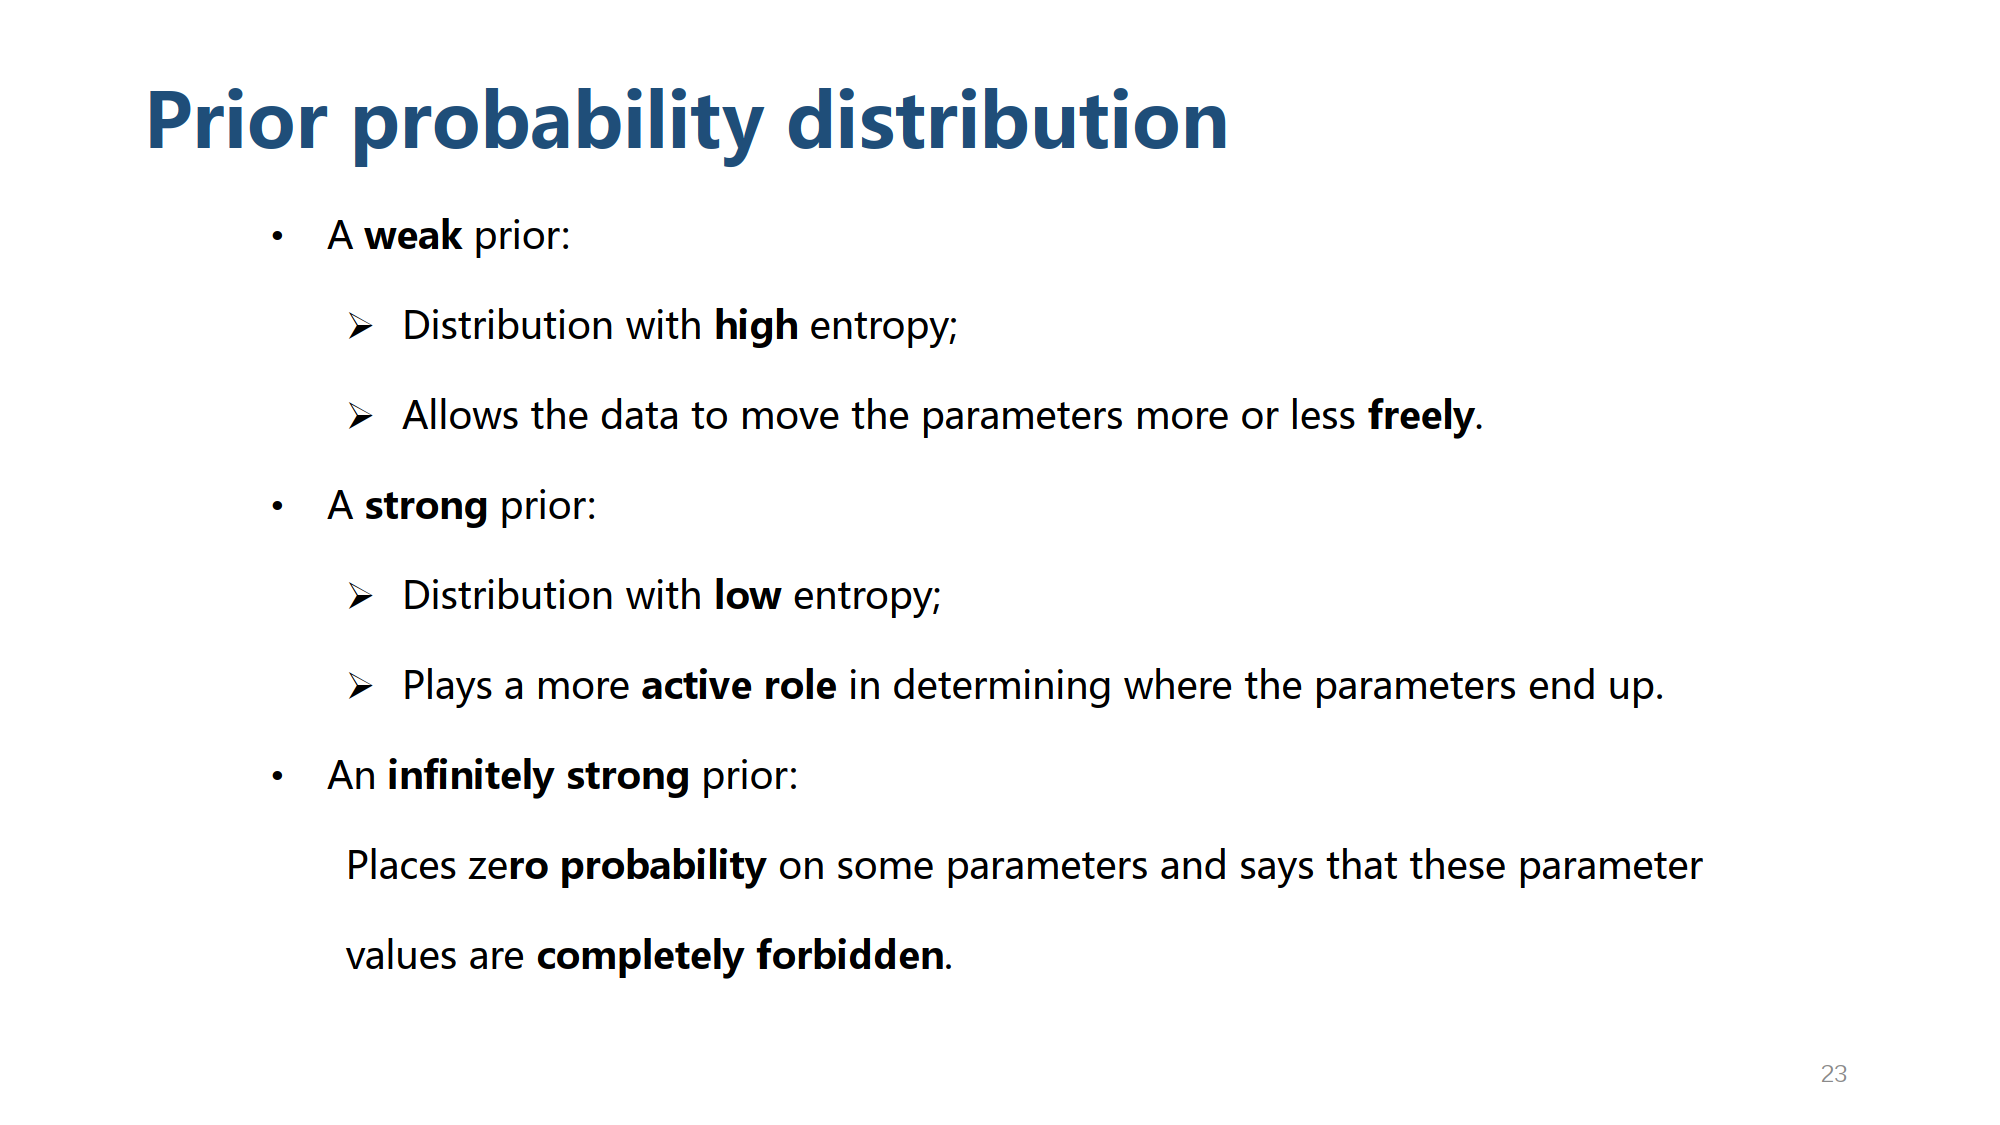 Prior probability distribution
• A weak prior:
➢ Distribution with high entropy;
➢ Allows the data to move the parameters more or less freely.
• A strong prior:
➢ Distribution with low entropy;
➢ Plays a more active role in determining where the parameters end up.
• An infinitely strong prior:
Places zero probability on some parameters and says that these parameter
values are completely forbidden.
23